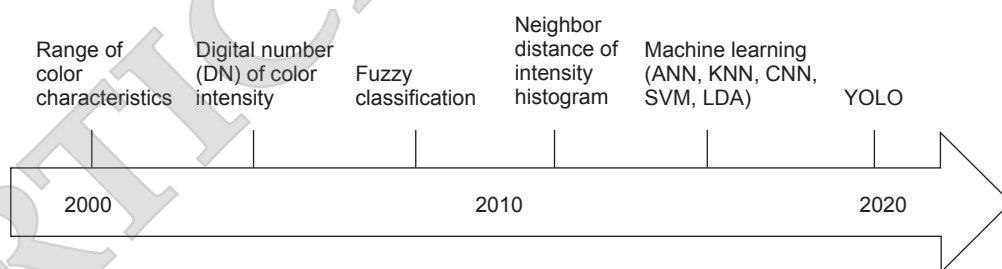 Range of
color
characteristics
Digital number
(DN) of color
intensity
Fuzzy
classification
Neighbor
distance of
intensity
histogram
Machine learning
(ANN, KNN, CNN,
SVM, LDA)
YOLO
2000
2010
2020
RTIC